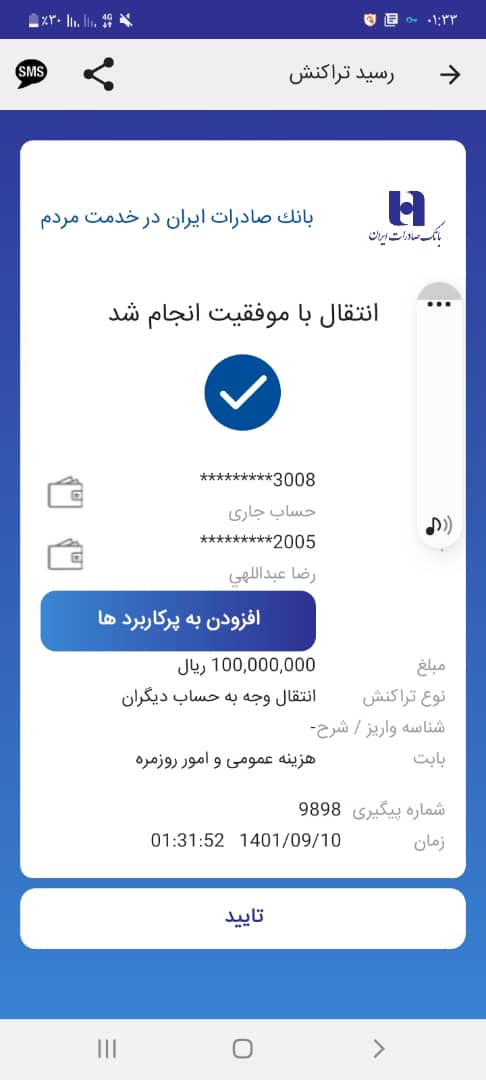 ٪۳۰ 4G ۰۱:۳۳
رسید تراکنش
SMS
بانك صادرات ایران در خدمت مردم
بانک صادرات ایران
انتقال با موفقیت انجام شد
*********3008
حساب جاری
*********2005
رضا عبداللهي
افزودن به پرکاربرد ها
مبلغ 100,000,000 ریال
نوع تراکنش انتقال وجه به حساب دیگران
شناسه واریز / شرح-
بابت هزینه عمومی و امور روزمره
شماره پیگیری 9898
زمان 1401/09/10 01:31:52
تایید